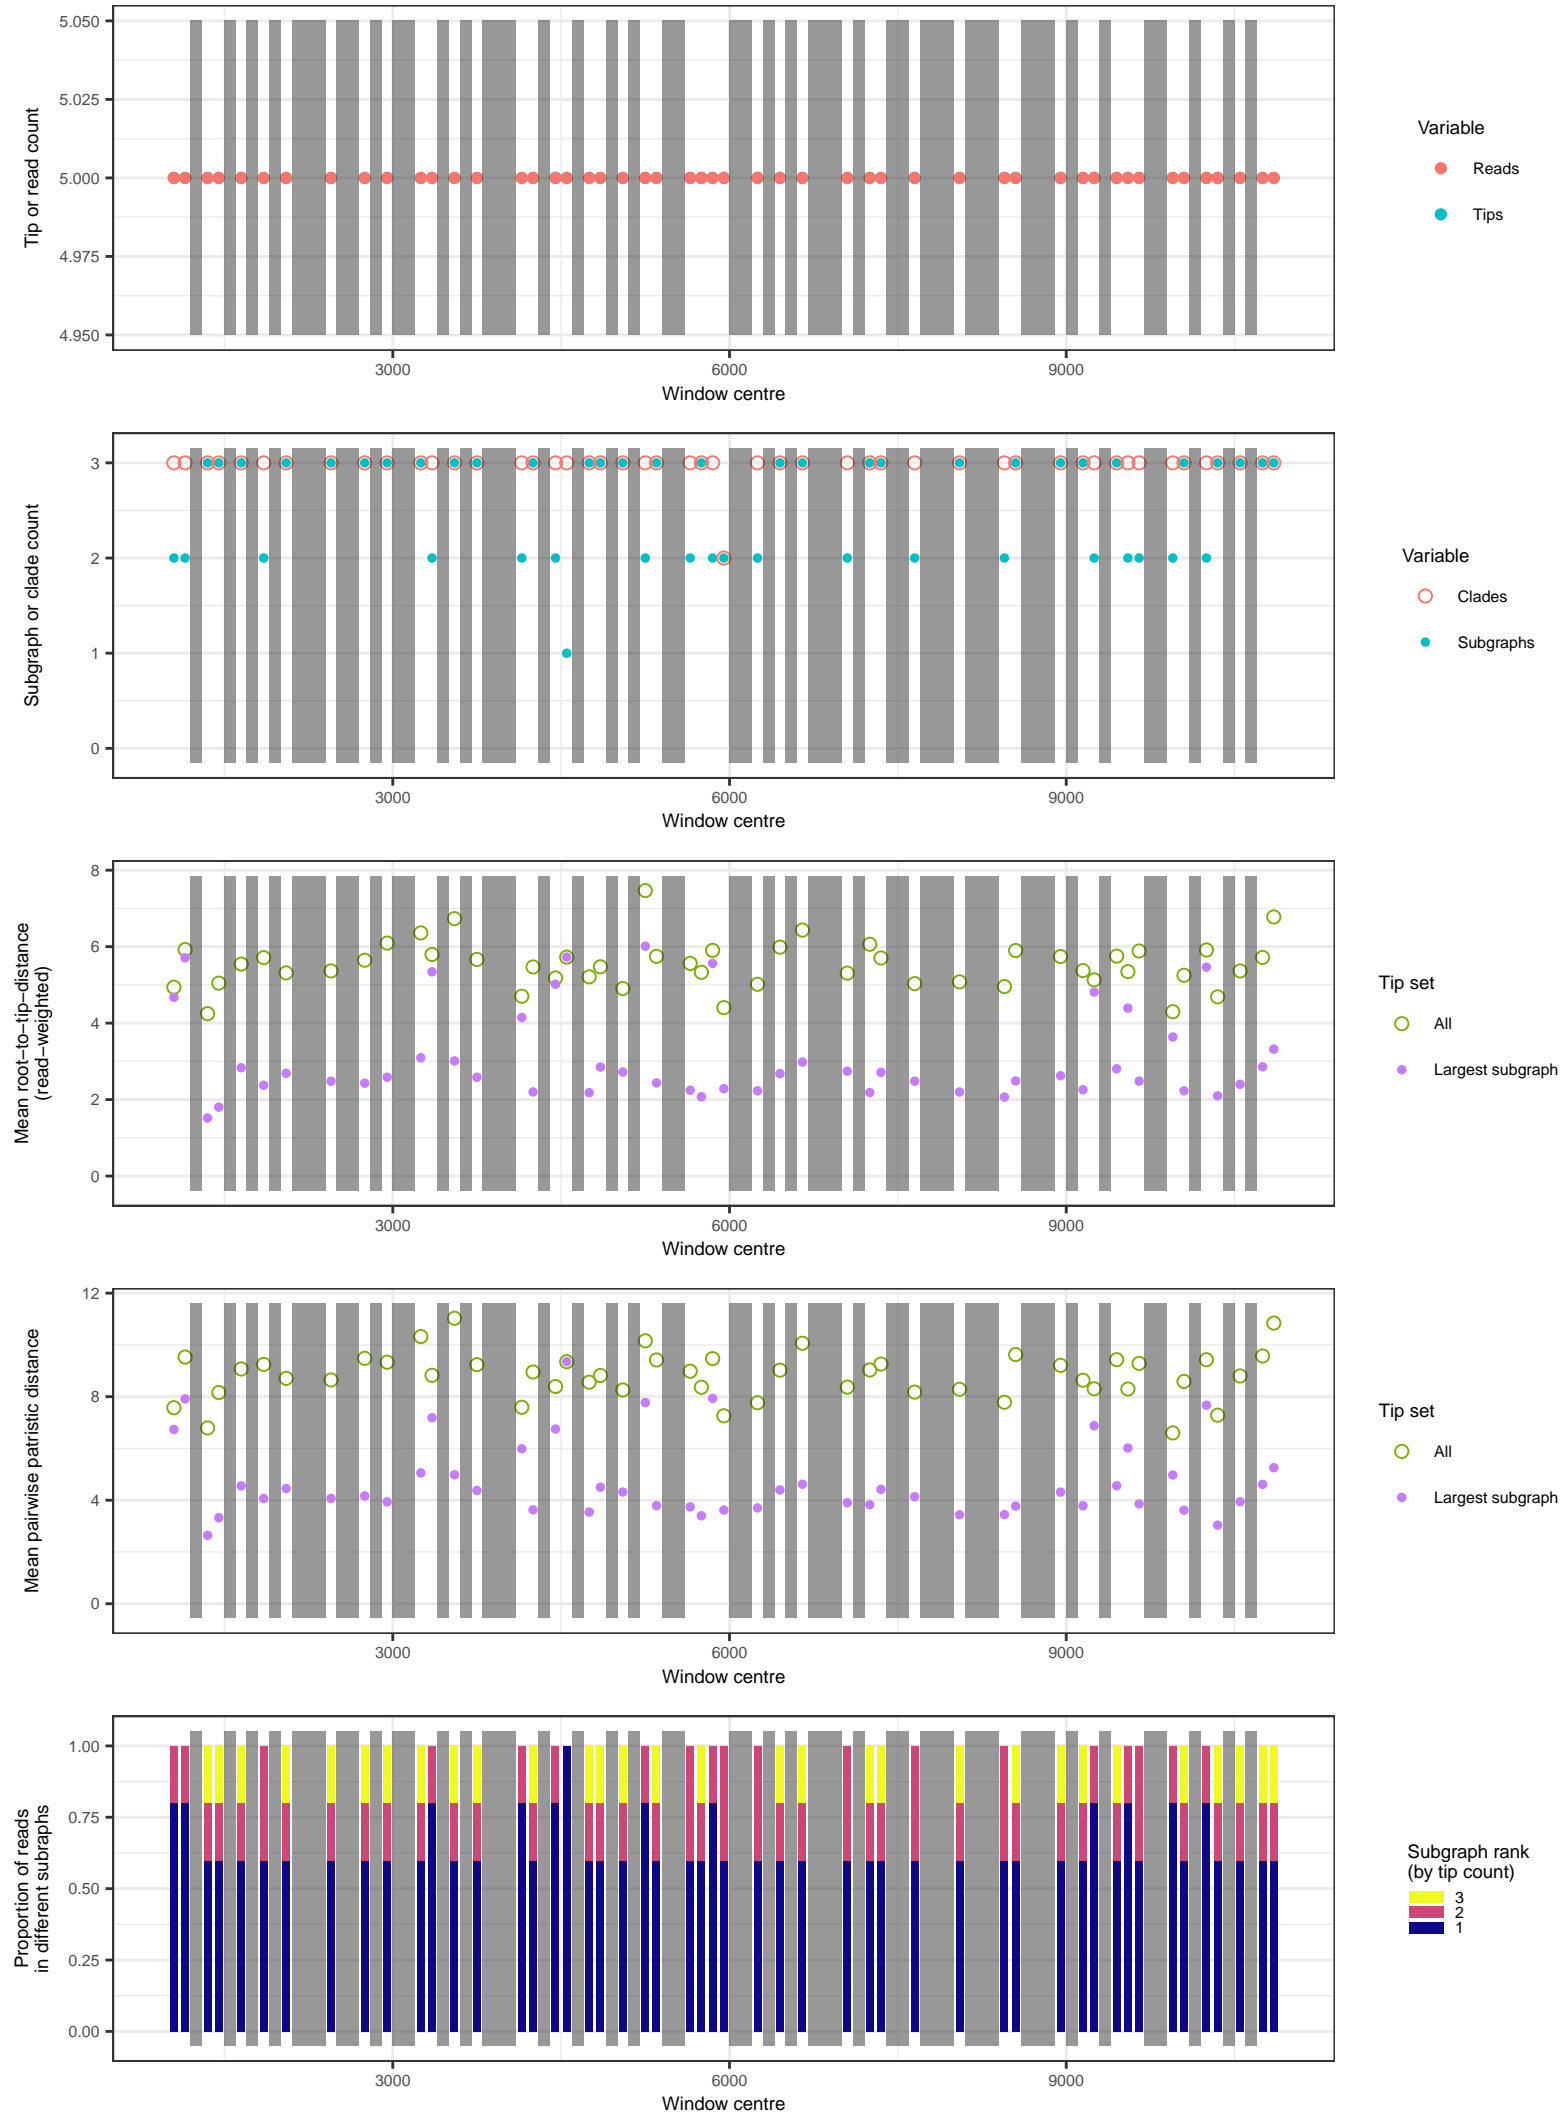 5.050
5.025
5.000
4.975
4.950
Tip or read count
3000
6000
9000
Window centre
Variable
Reads
Tips
3
2
1
0
Subgraph or clade count
3000
6000
9000
Window centre
Variable
Clades
Subgraphs
8
6
4
2
0
Mean root−to−tip−distance
(read−weighted)
3000
6000
9000
Window centre
Tip set
All
Largest subgraph
12
8
4
0
Mean pairwise patristic distance
3000
6000
9000
Window centre
Tip set
All
Largest subgraph
1.00
0.75
0.50
0.25
0.00
Proportion of reads
in different subraphs
3000
6000
9000
Window centre
Subgraph rank
(by tip count)
3
2
1